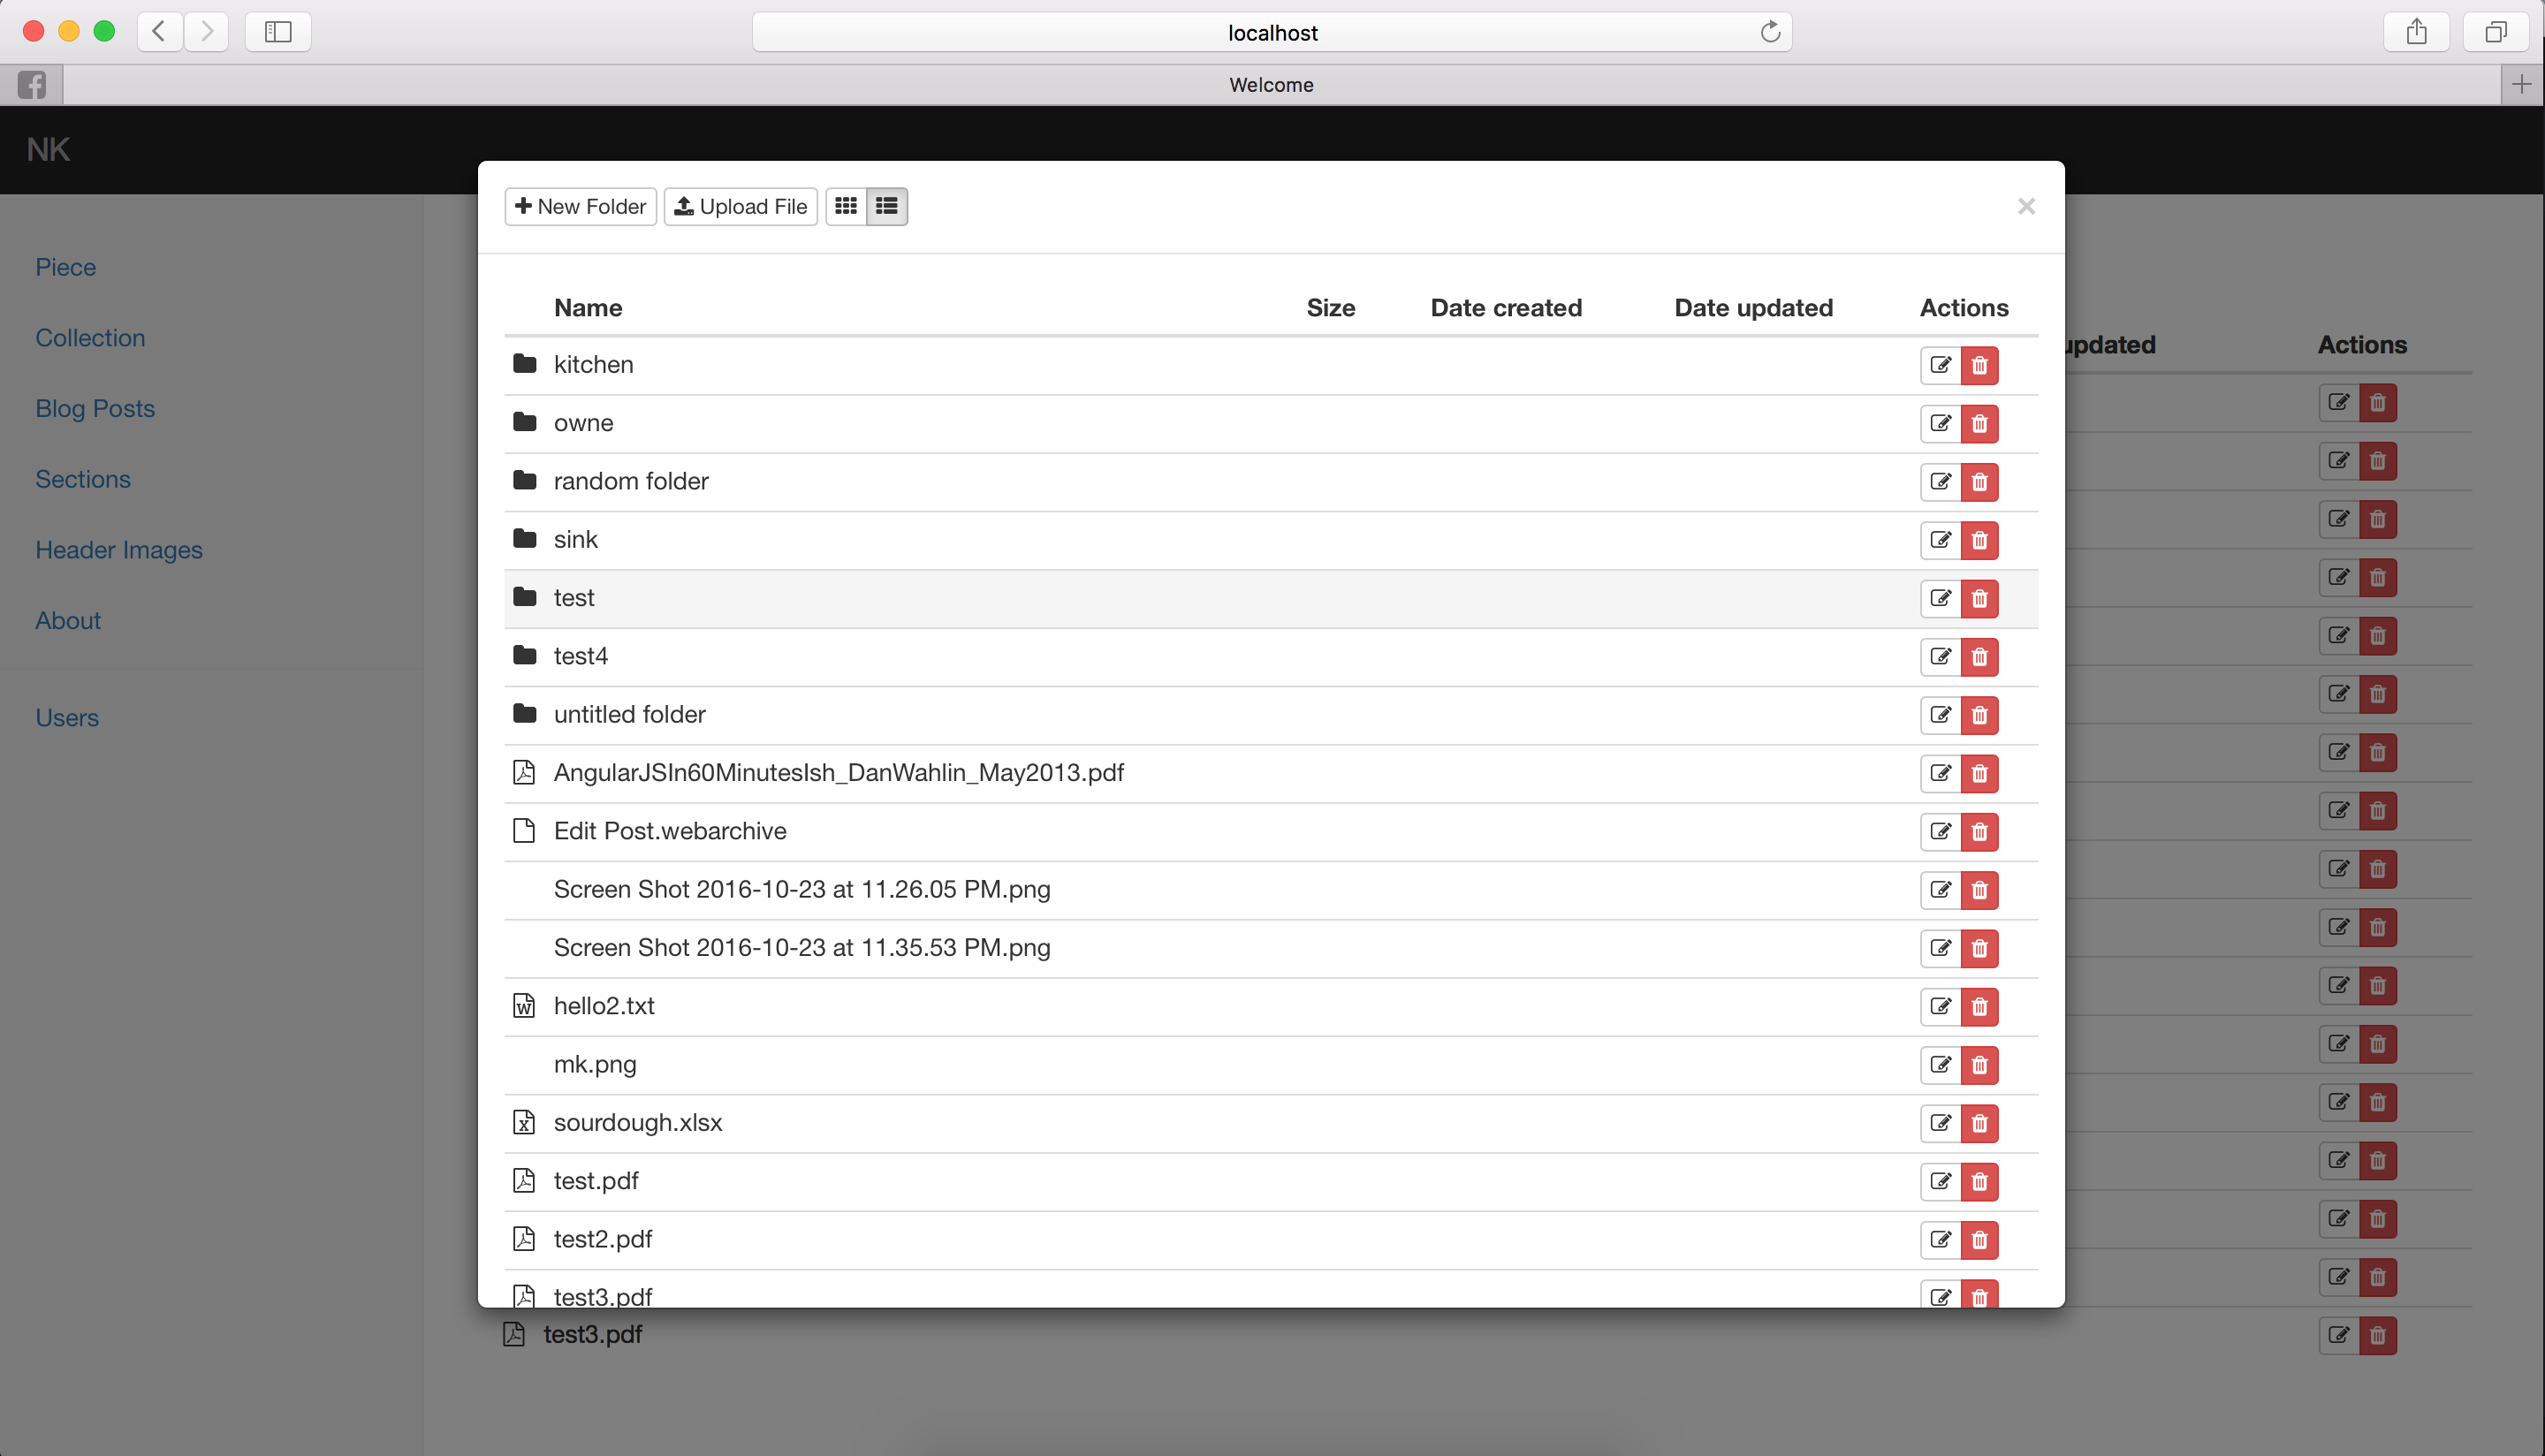 localhost
Welcome
NK
New Folder Upload File
×
Piece
Collection
Blog Posts
Sections
Header Images
About
Users
Name Size Date created Date updated Actions
kitchen
owne
random folder
sink
test
test4
untitled folder
AngularJSIn60MinutesIsh_DanWahlin_May2013.pdf
Edit Post.webarchive
Screen Shot 2016-10-23 at 11.26.05 PM.png
Screen Shot 2016-10-23 at 11.35.53 PM.png
hello2.txt
mk.png
sourdough.xlsx
test.pdf
test2.pdf
test3.pdf
updated Actions
test3.pdf